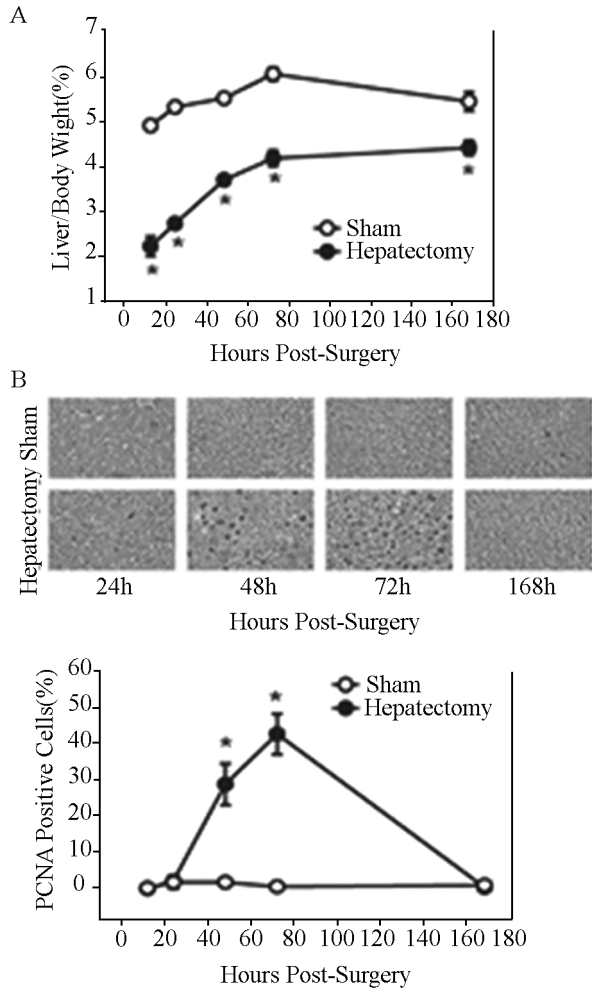 A
7
6
5
4
3
2
1
Liver/Body Wight(%)
Sham
Hepatectomy
* * * * *
0 20 40 60 80 100 120 140 160 180
Hours Post-Surgery
B
Hepatectomy Sham
24h 48h 72h 168h
Hours Post-Surgery
60
50
40
30
20
10
0
PCNA Positive Cells(%)
Sham
Hepatectomy
* *
0 20 40 60 80 100 120 140 160 180
Hours Post-Surgery